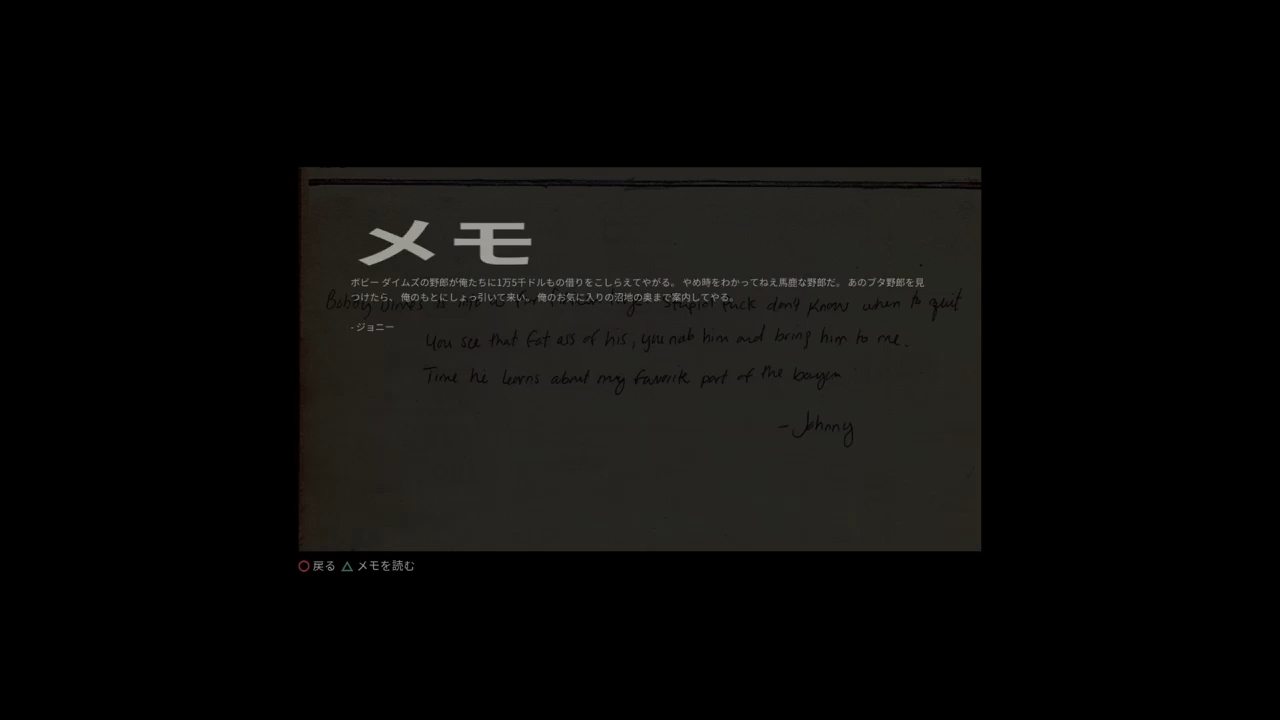 メモ
ボビー ダイムズの野郎が俺たちに1万5千ドルもの借りをこしらえてやがる。 やめ時をわかってねえ馬鹿な野郎だ。 あのブタ野郎を見
つけたら、 俺のもとにしょっ引いて来い。 俺のお気に入りの沼地の奥まで案内してやる。
Bobby Dimes is don't know when to quit
- ジョニー
you see that fat ass of his, you nab him and bring him to me.
Time he learns about my favorite part of the bayou
- Johnny
戻る メモを読む